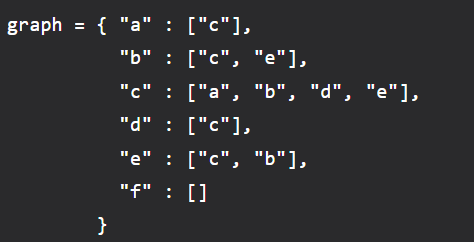 graph = { "a" : ["c"],
          "b" : ["c", "e"],
          "c" : ["a", "b", "d", "e"],
          "d" : ["c"],
          "e" : ["c", "b"],
          "f" : []
        }